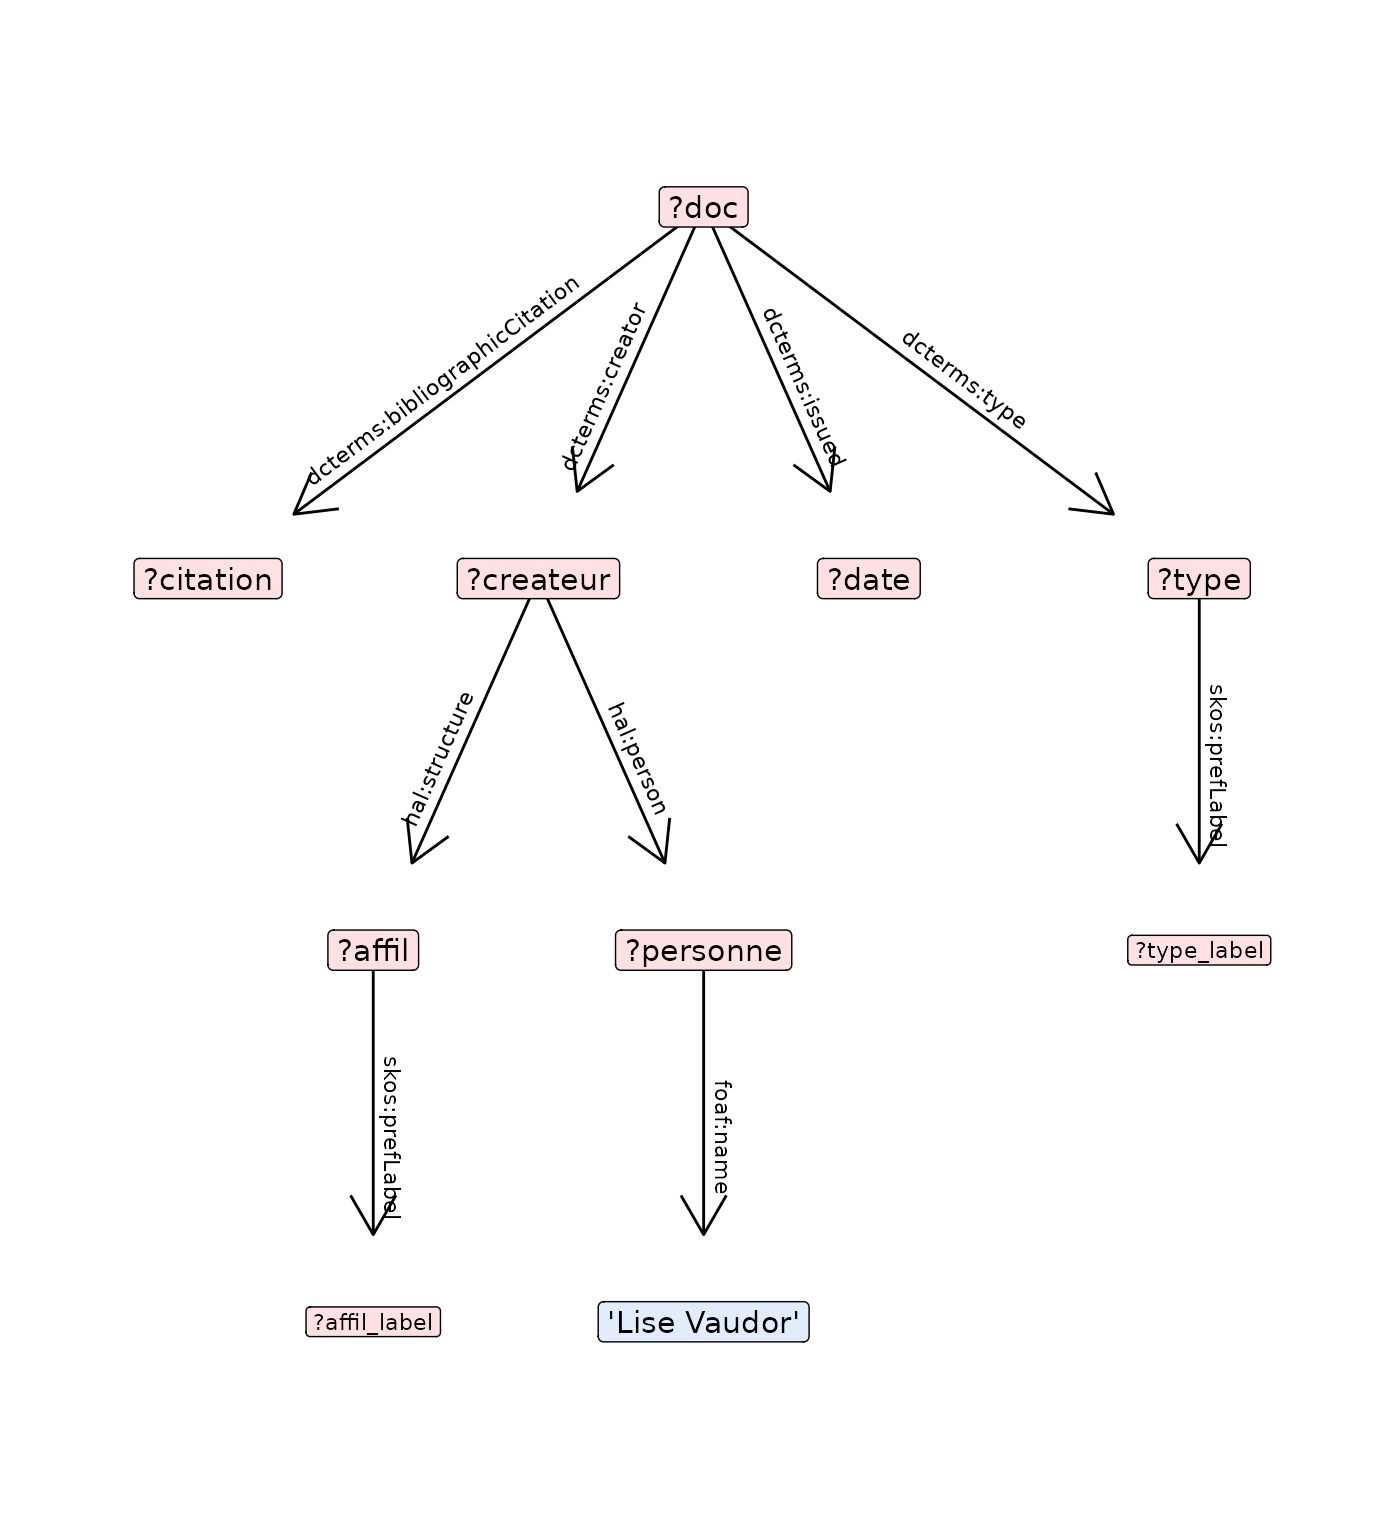 ?doc
dcterms:bibliographicCitation
dcterms:creator
dcterms:issued
dcterms:type
?citation
?createur
?date
?type
hal:structure
hal:person
skos:prefLabel
?affil
?personne
?type_label
skos:prefLabel
foaf:name
?affil_label
'Lise Vaudor'